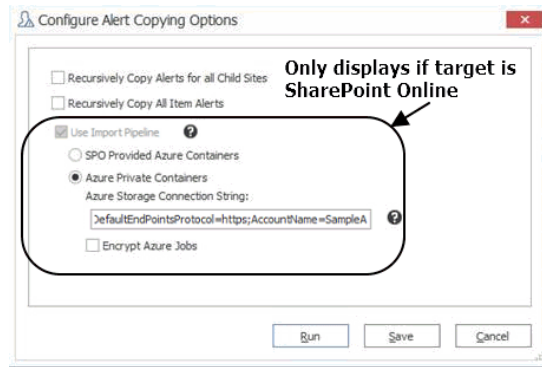 Configure Alert Copying Options
Recursively Copy Alerts for all Child Sites
Only displays if target is
SharePoint Online
Recursively Copy All Item Alerts
Use Import Pipeline
SPO Provided Azure Containers
Azure Private Containers
Azure Storage Connection String:
DefaultEndPointsProtocol=https;AccountName=SampleA
Encrypt Azure Jobs
Run Save Cancel